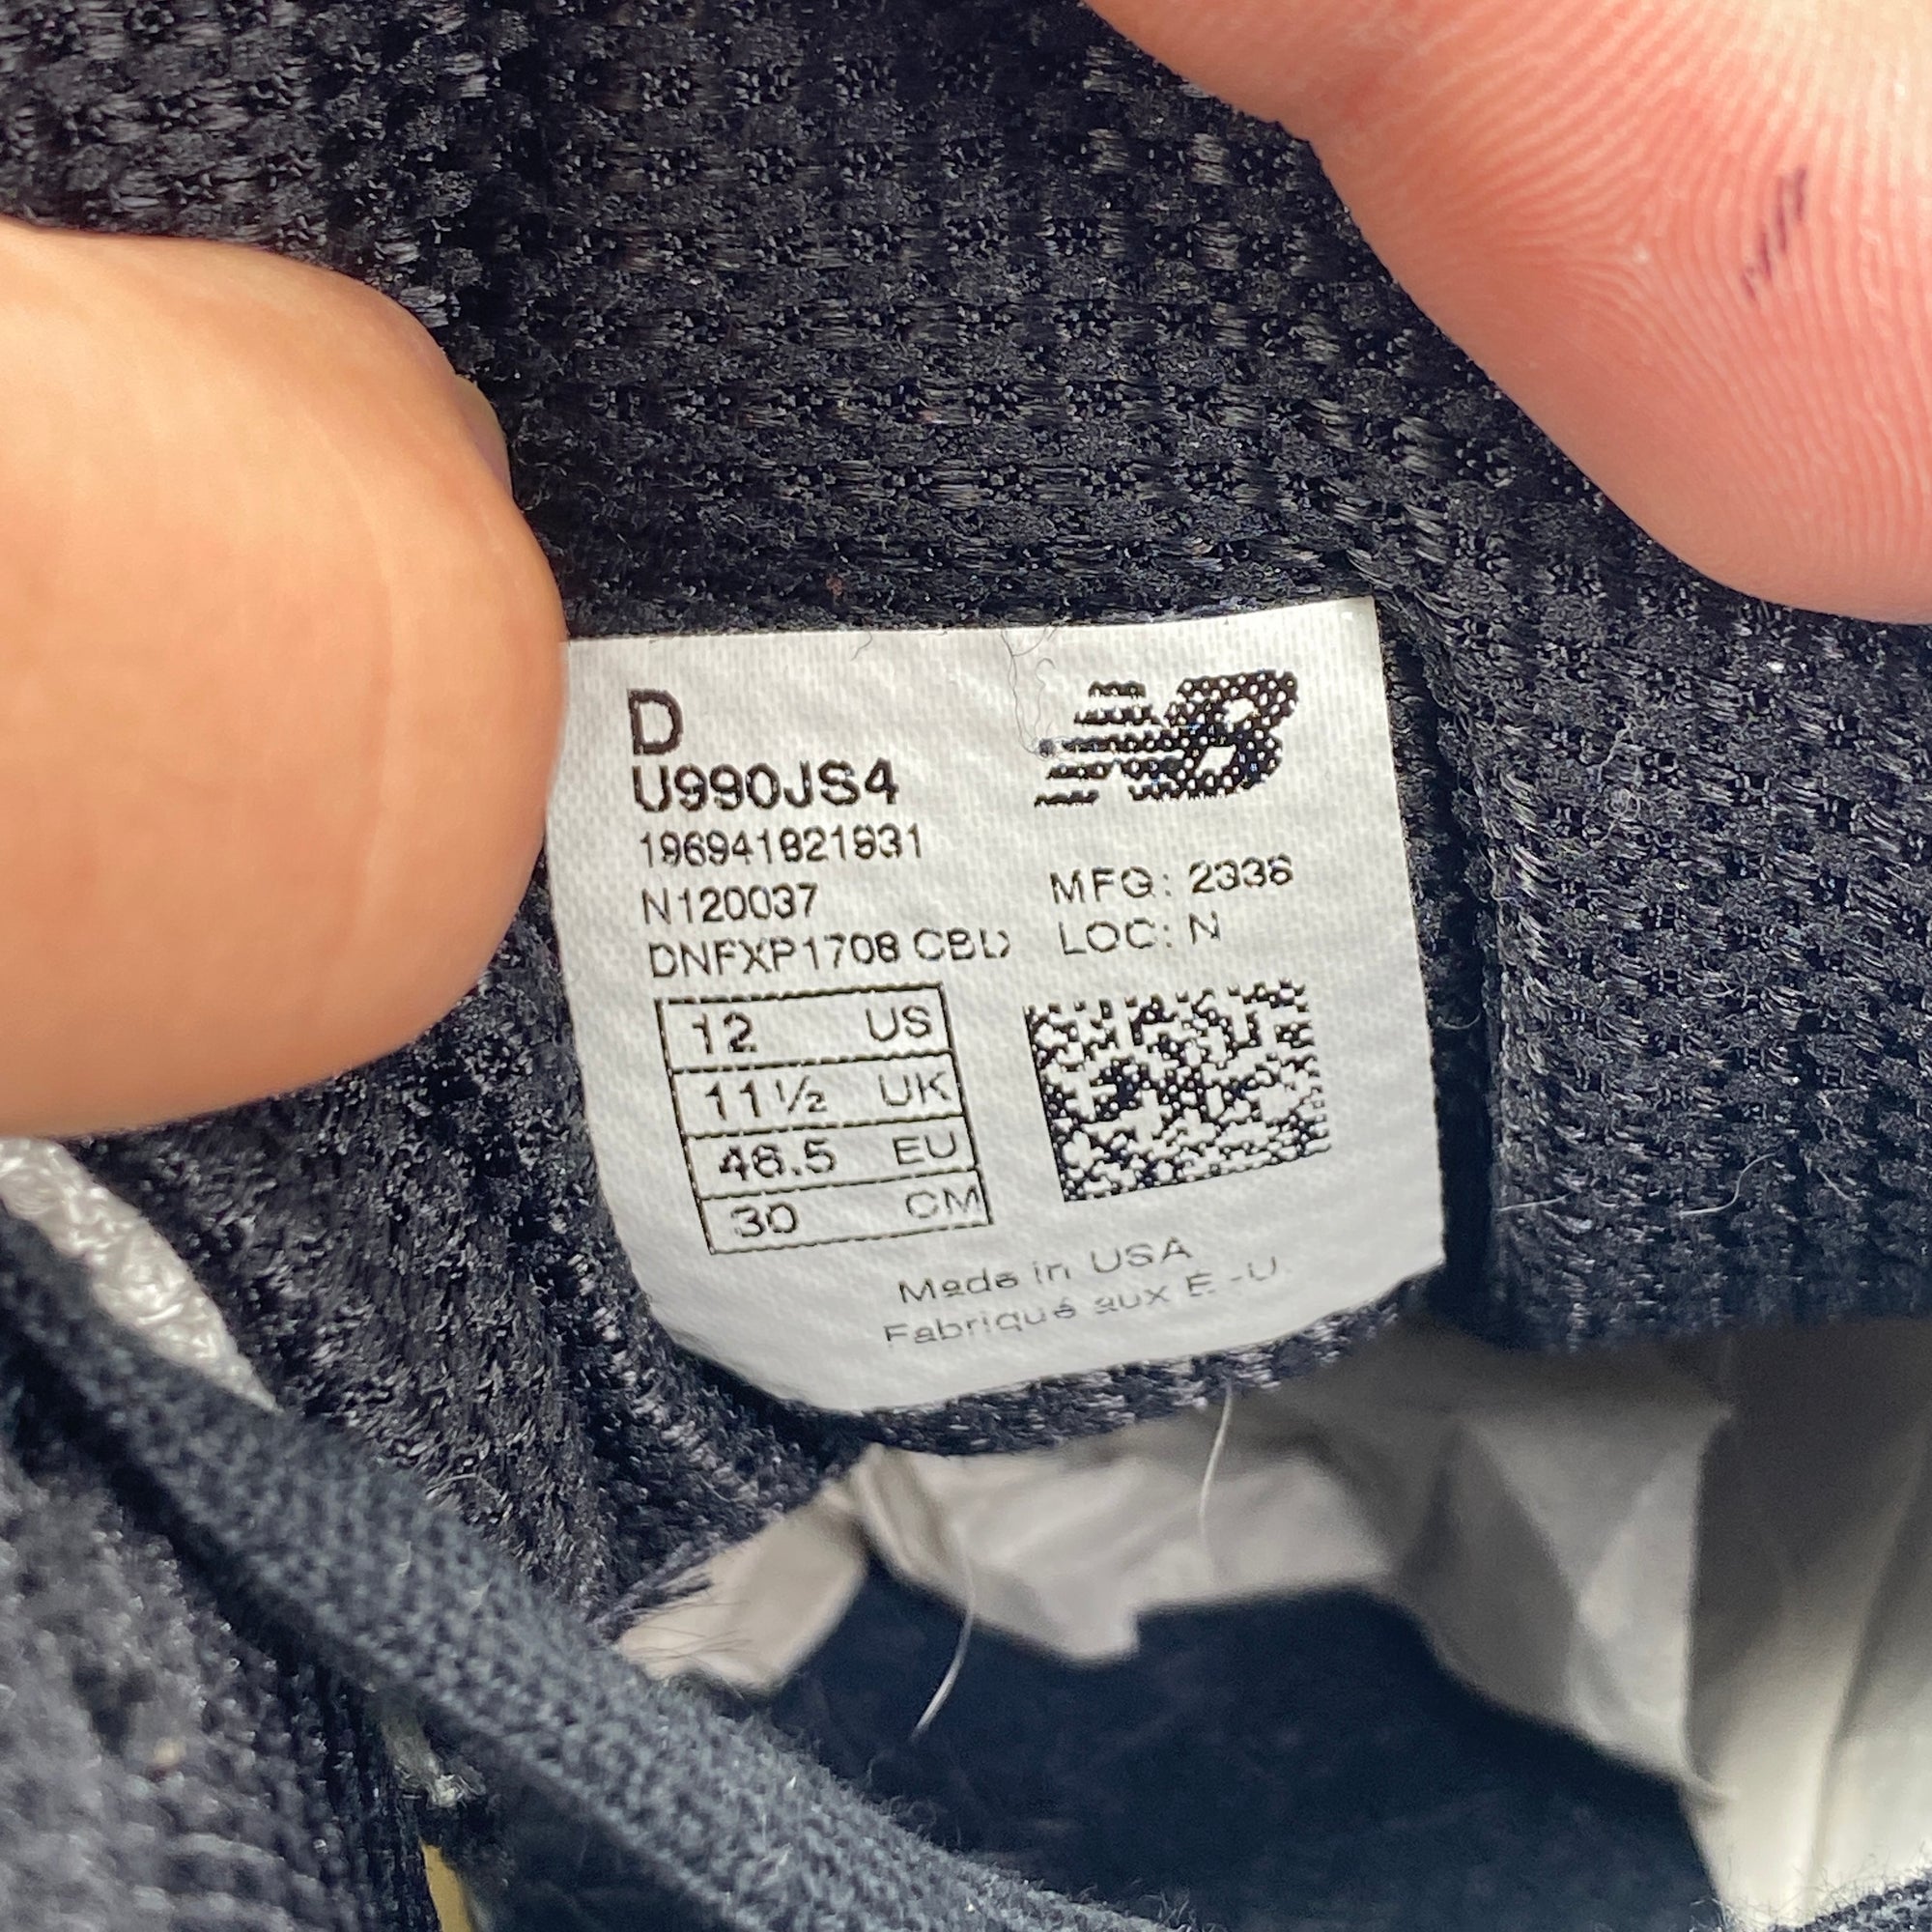 D
NB
U990JS4
196941821931
N120037
DNFXP1708 CBD
MFG: 2336
LOC: N
12 US
11½ UK
46.5 EU
30 CM
Made in USA
Fabriqué aux É.-U.